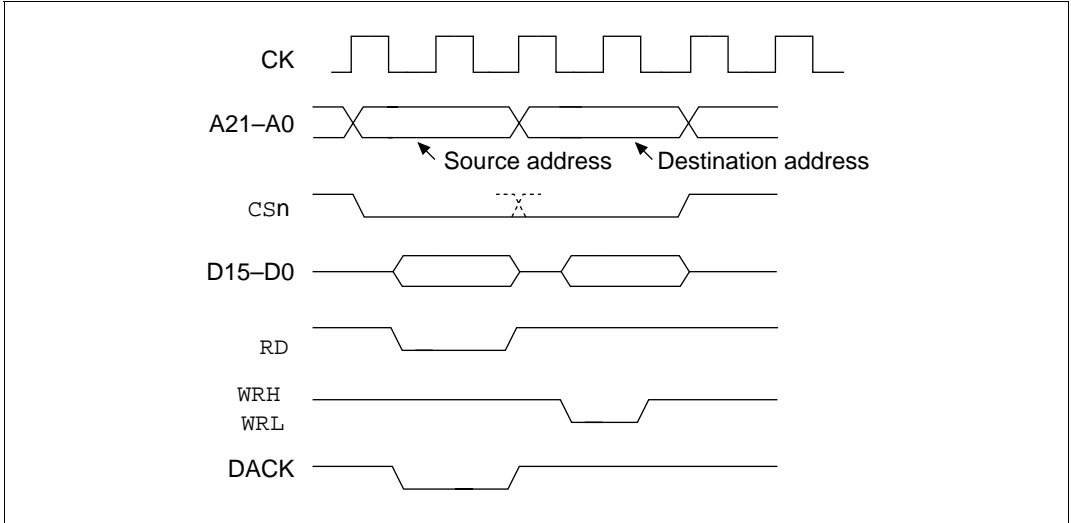 CK
A21–A0
Source address
Destination address
CSn
D15–D0
RD
WRH
WRL
DACK